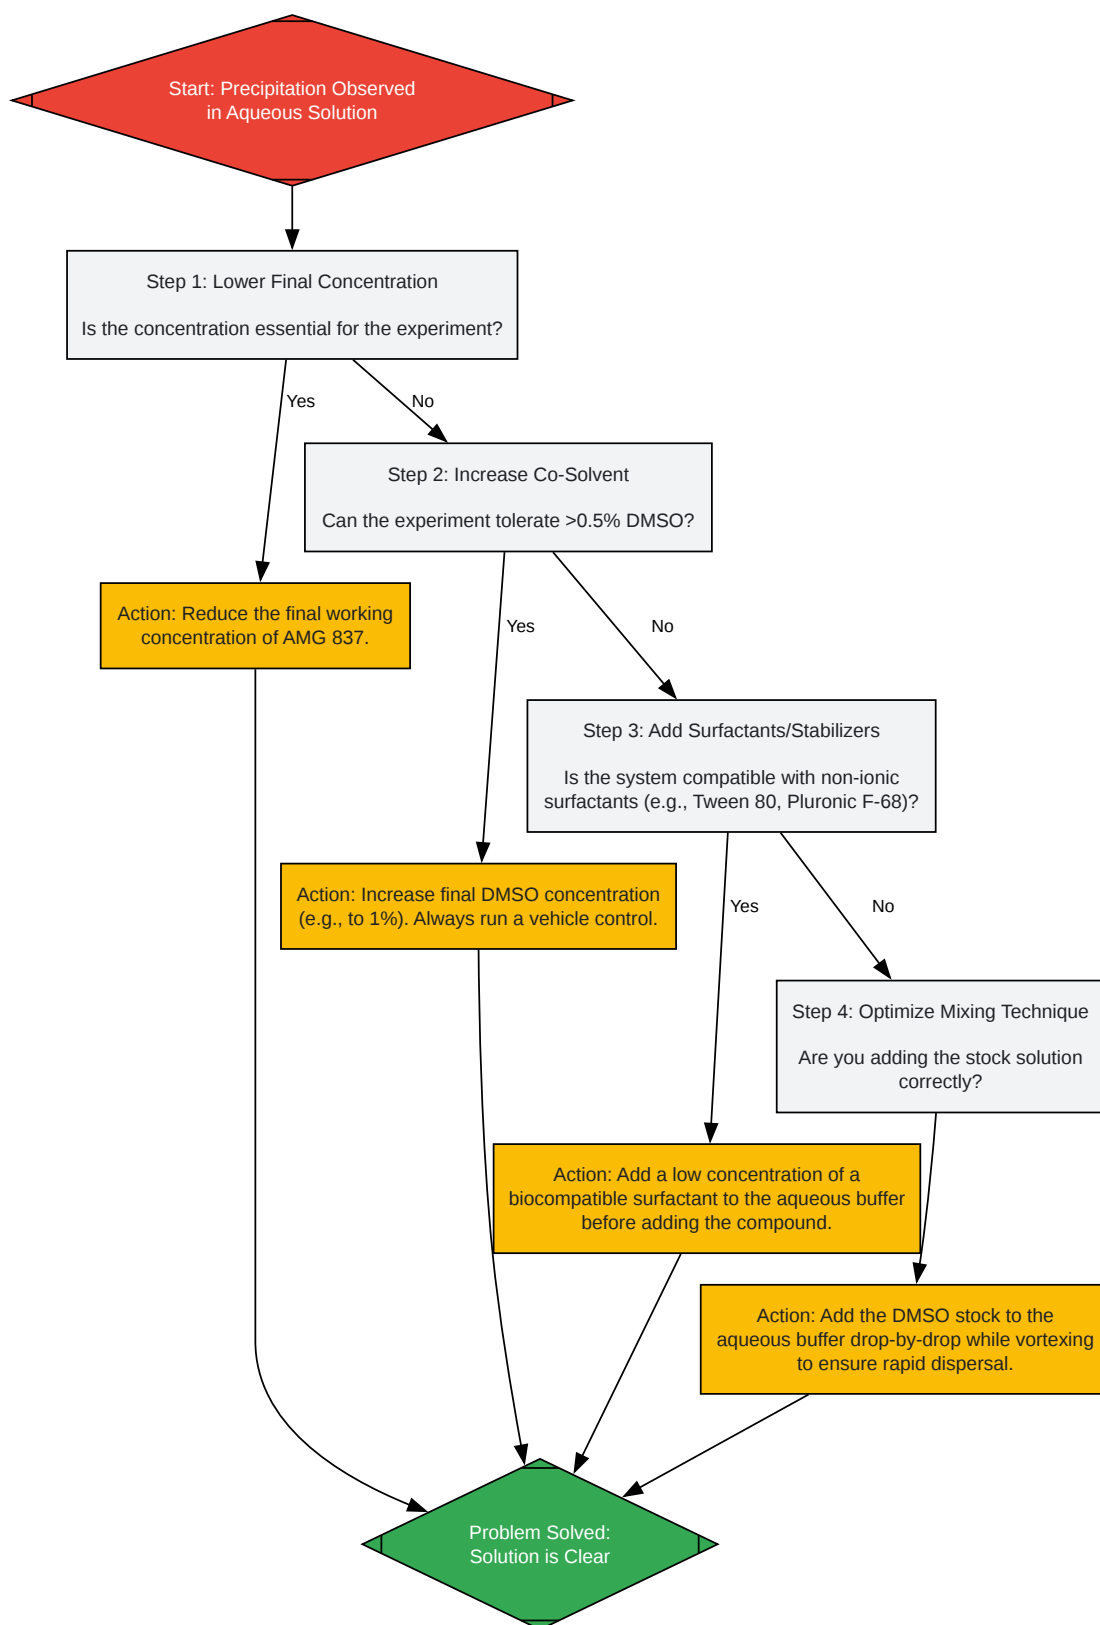 Start: Precipitation Observed
in Aqueous Solution
Step 1: Lower Final Concentration
Is the concentration essential for the experiment?
Yes
No
Step 2: Increase Co-Solvent
Can the experiment tolerate >0.5% DMSO?
Action: Reduce the final working
concentration of AMG 837.
Yes
No
Step 3: Add Surfactants/Stabilizers
Is the system compatible with non-ionic
surfactants (e.g., Tween 80, Pluronic F-68)?
Action: Increase final DMSO concentration
(e.g., to 1%). Always run a vehicle control.
Yes
No
Step 4: Optimize Mixing Technique
Are you adding the stock solution
correctly?
Action: Add a low concentration of a
biocompatible surfactant to the aqueous buffer
before adding the compound.
Action: Add the DMSO stock to the
aqueous buffer drop-by-drop while vortexing
to ensure rapid dispersal.
Problem Solved:
Solution is Clear